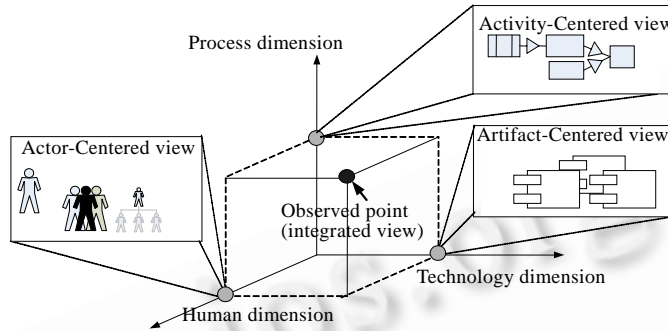 Activity-Centered view
Process dimension
Actor-Centered view
Artifact-Centered view
Observed point
(integrated view)
Technology dimension
Human dimension